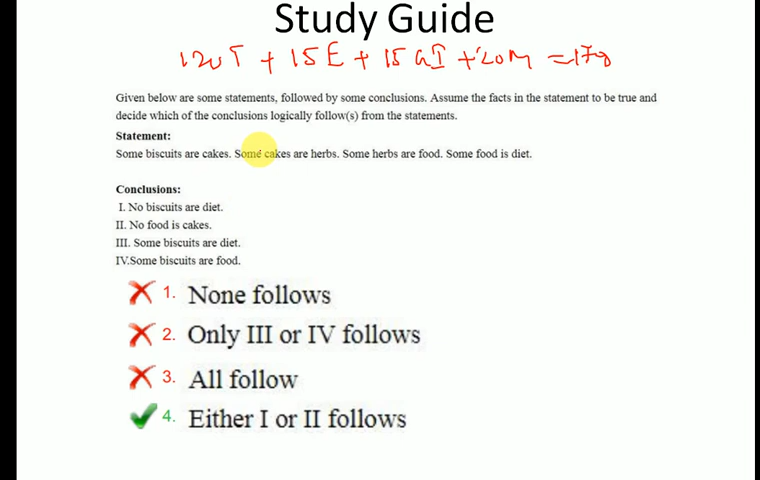 Study Guide
120T + 15E + 15GI + 20M = 170
Given below are some statements, followed by some conclusions. Assume the facts in the statement to be true and
decide which of the conclusions logically follow(s) from the statements.
Statement:
Some biscuits are cakes. Some cakes are herbs. Some herbs are food. Some food is diet.
Conclusions:
I. No biscuits are diet.
II. No food is cakes.
III. Some biscuits are diet.
IV.Some biscuits are food.
1. None follows
2. Only III or IV follows
3. All follow
4. Either I or II follows